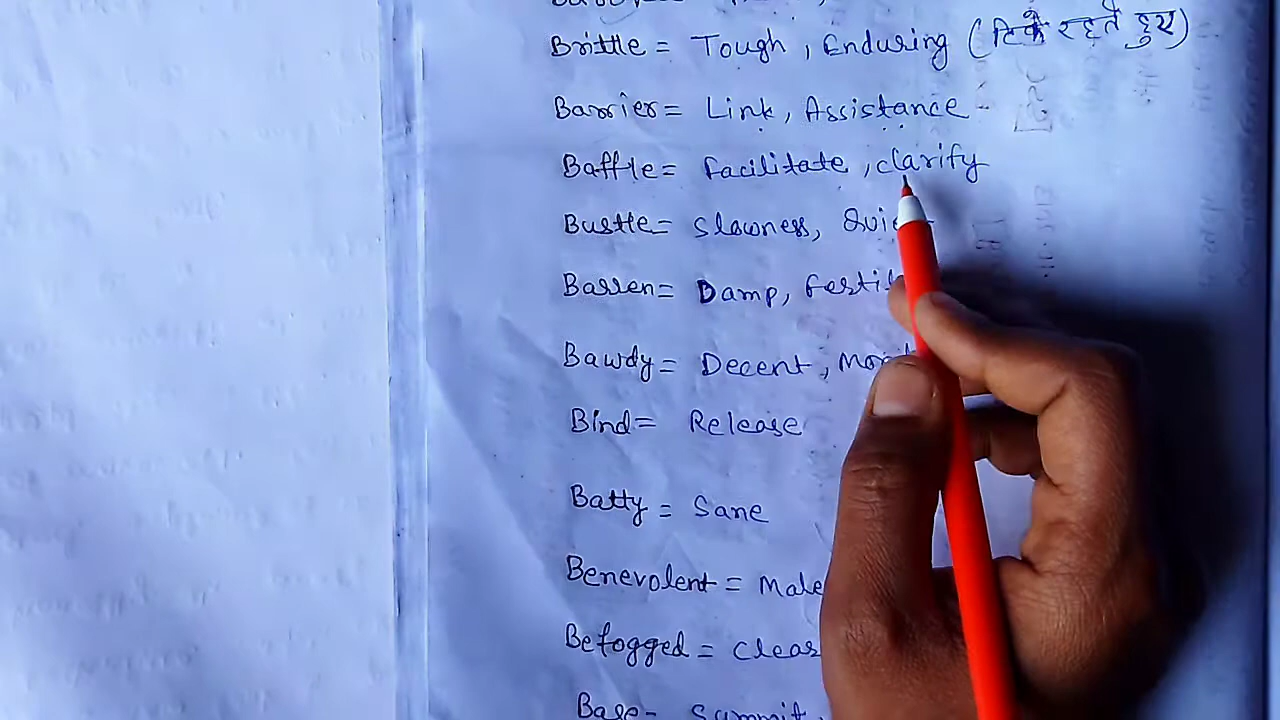 Brittle = Tough, Enduring (टिके रहते हुए)
Barrier = Link, Assistance
Baffle = Facilitate, clarify
Bustle = Slowness,
Barren = Damp,
Bawdy = Decent,
Bind = Release
Batty = Sane
Benevolent =
Befogged =
Base - Summit,